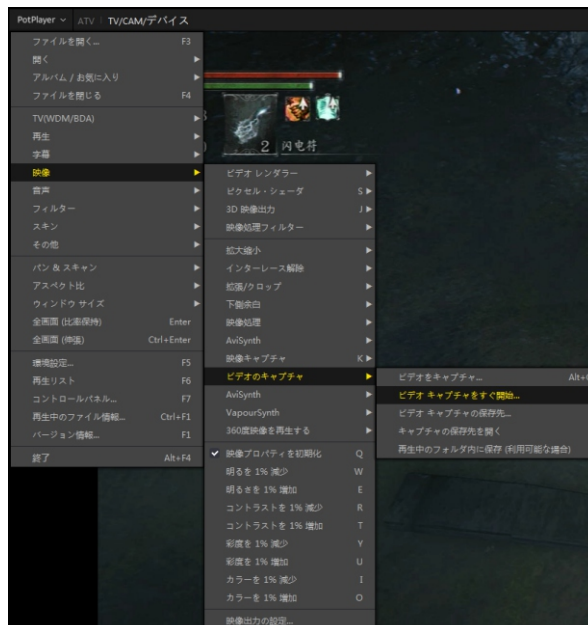 PotPlayer ATV TV/CAM/デバイス
ファイルを開く... F3
開く
アルバム / お気に入り
ファイルを閉じる F4
TV(WDM/BDA)
再生
字幕
映像
音声
フィルター
スキン
その他
パン & スキャン
アスペクト比
ウィンドウ サイズ
全画面 (比率保持) Enter
全画面 (伸張) Ctrl+Enter
環境設定... F5
再生リスト F6
コントロールパネル... F7
再生中のファイル情報... Ctrl+F1
バージョン情報... F1
終了 Alt+F4
2 闪电符
ビデオ レンダラー
ピクセル・シェーダ S
3D 映像出力 J
映像処理フィルター
拡大縮小
インターレース解除
拡張/クロップ
下側余白
映像処理
AviSynth
映像キャプチャ K
ビデオのキャプチャ
AviSynth
VapourSynth
360度映像を再生する
映像プロパティを初期化 Q
明るを 1% 減少 W
明るさを 1% 増加 E
コントラストを 1% 減少 R
コントラストを 1% 増加 T
彩度を 1% 減少 Y
彩度を 1% 増加 U
カラーを 1% 減少 I
カラーを 1% 増加 O
映像出力の設定...
ビデオをキャプチャ...
ビデオ キャプチャをすぐ開始...
ビデオ キャプチャの保存先...
キャプチャの保存先を開く
再生中のフォルダ内に保存 (利用可能な場合)